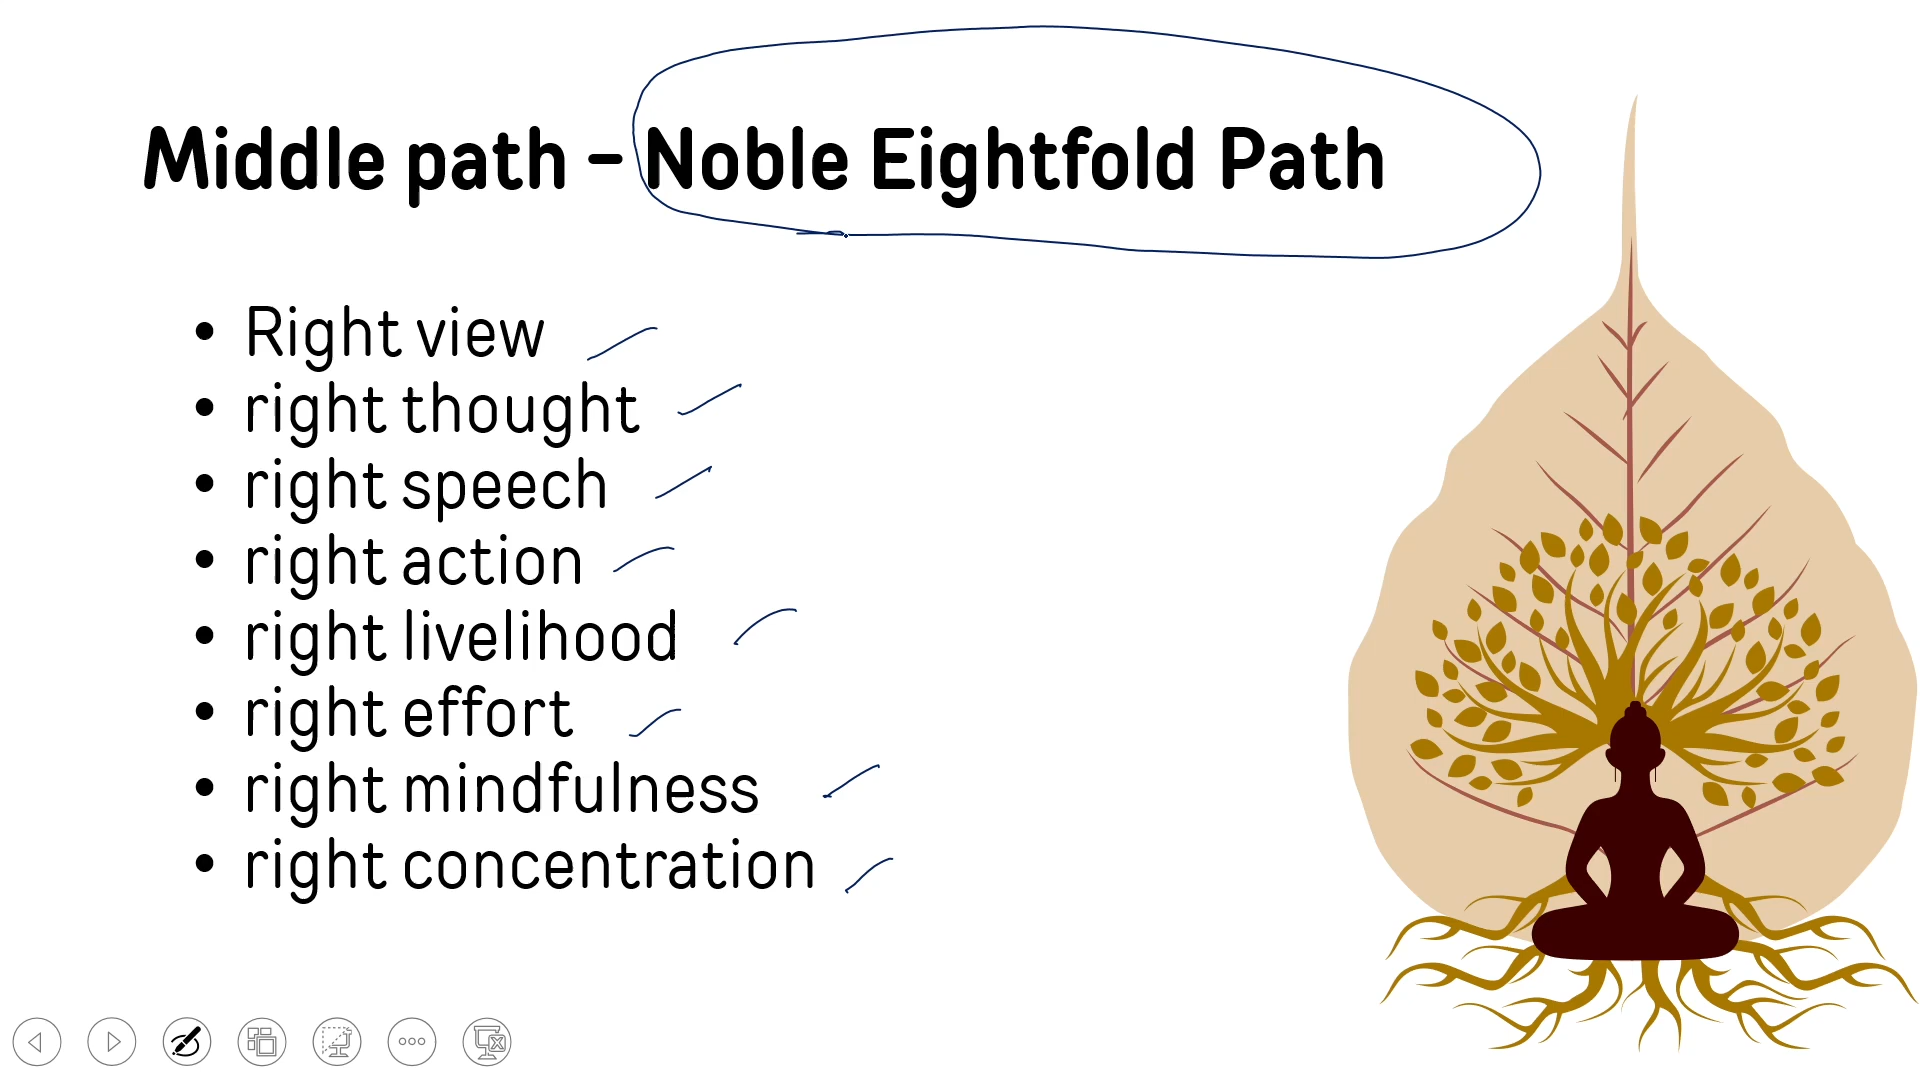 Middle path – Noble Eightfold Path
• Right view
• right thought
• right speech
• right action
• right livelihood
• right effort
• right mindfulness
• right concentration